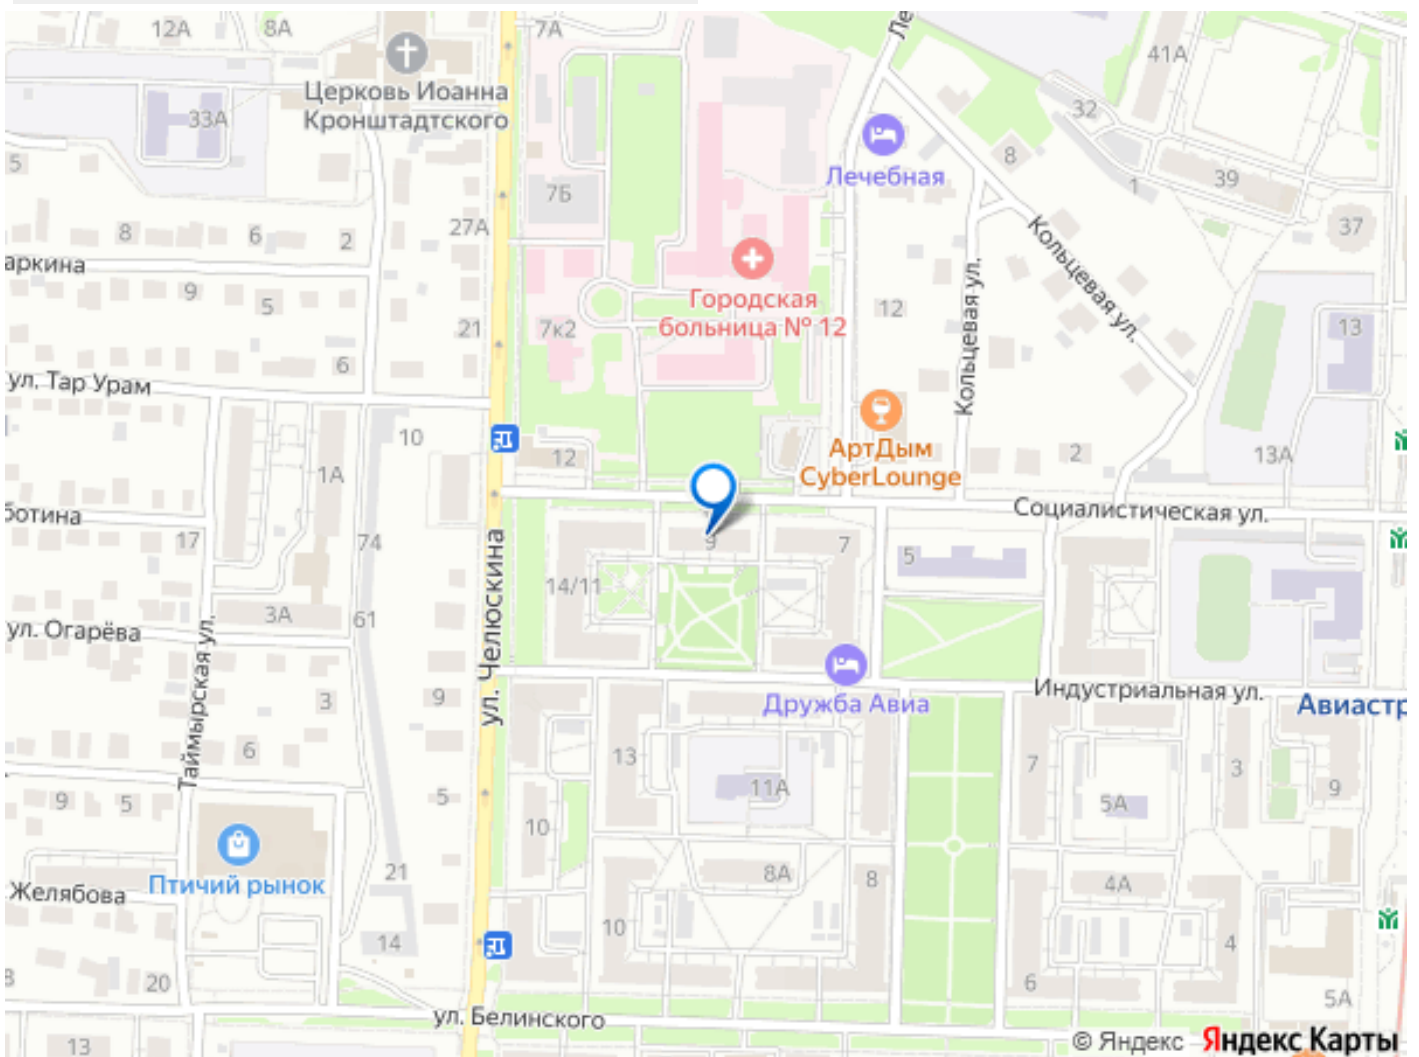 12А
8А
7А
41А
Церковь Иоанна
Кронштадтского
33А
32
8
5
Лечебная
1
39
7Б
37
8
6
2
27А
Кольцевая ул.
аркина
9
5
Городская
больница № 12
12
Кольцевая ул.
21
7к2
13
6
ул. Тар Урам
10
АртДым
CyberLounge
1А
12
2
13А
Социалистическая ул.
ботина
17
74
9
7
5
14/11
ул. Челюскина
3А
61
ул. Огарёва
Таймырская ул.
Дружба Авиа
Индустриальная ул.
Авиастр
3
9
6
13
11А
7
3
9
5А
9
5
5
10
Птичий рынок
21
8А
8
4А
Желябова
10
14
4
8
20
6
5А
ул. Белинского
13
© Яндекс Яндекс Карты